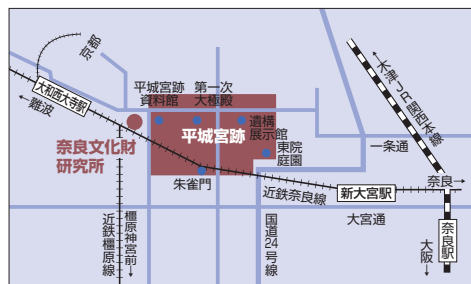 京都
大和西大寺駅
←難波
平城宮跡
資料館
第一次
大極殿
遺構
展示館
平城宮跡
東院
庭園
奈良文化財
研究所
朱雀門
←木津
JR関西本線
一条通
奈良→
近鉄奈良線
新大宮駅
大宮通
近鉄橿原線
橿原神宮前→
国道24号線
奈良駅
大阪→